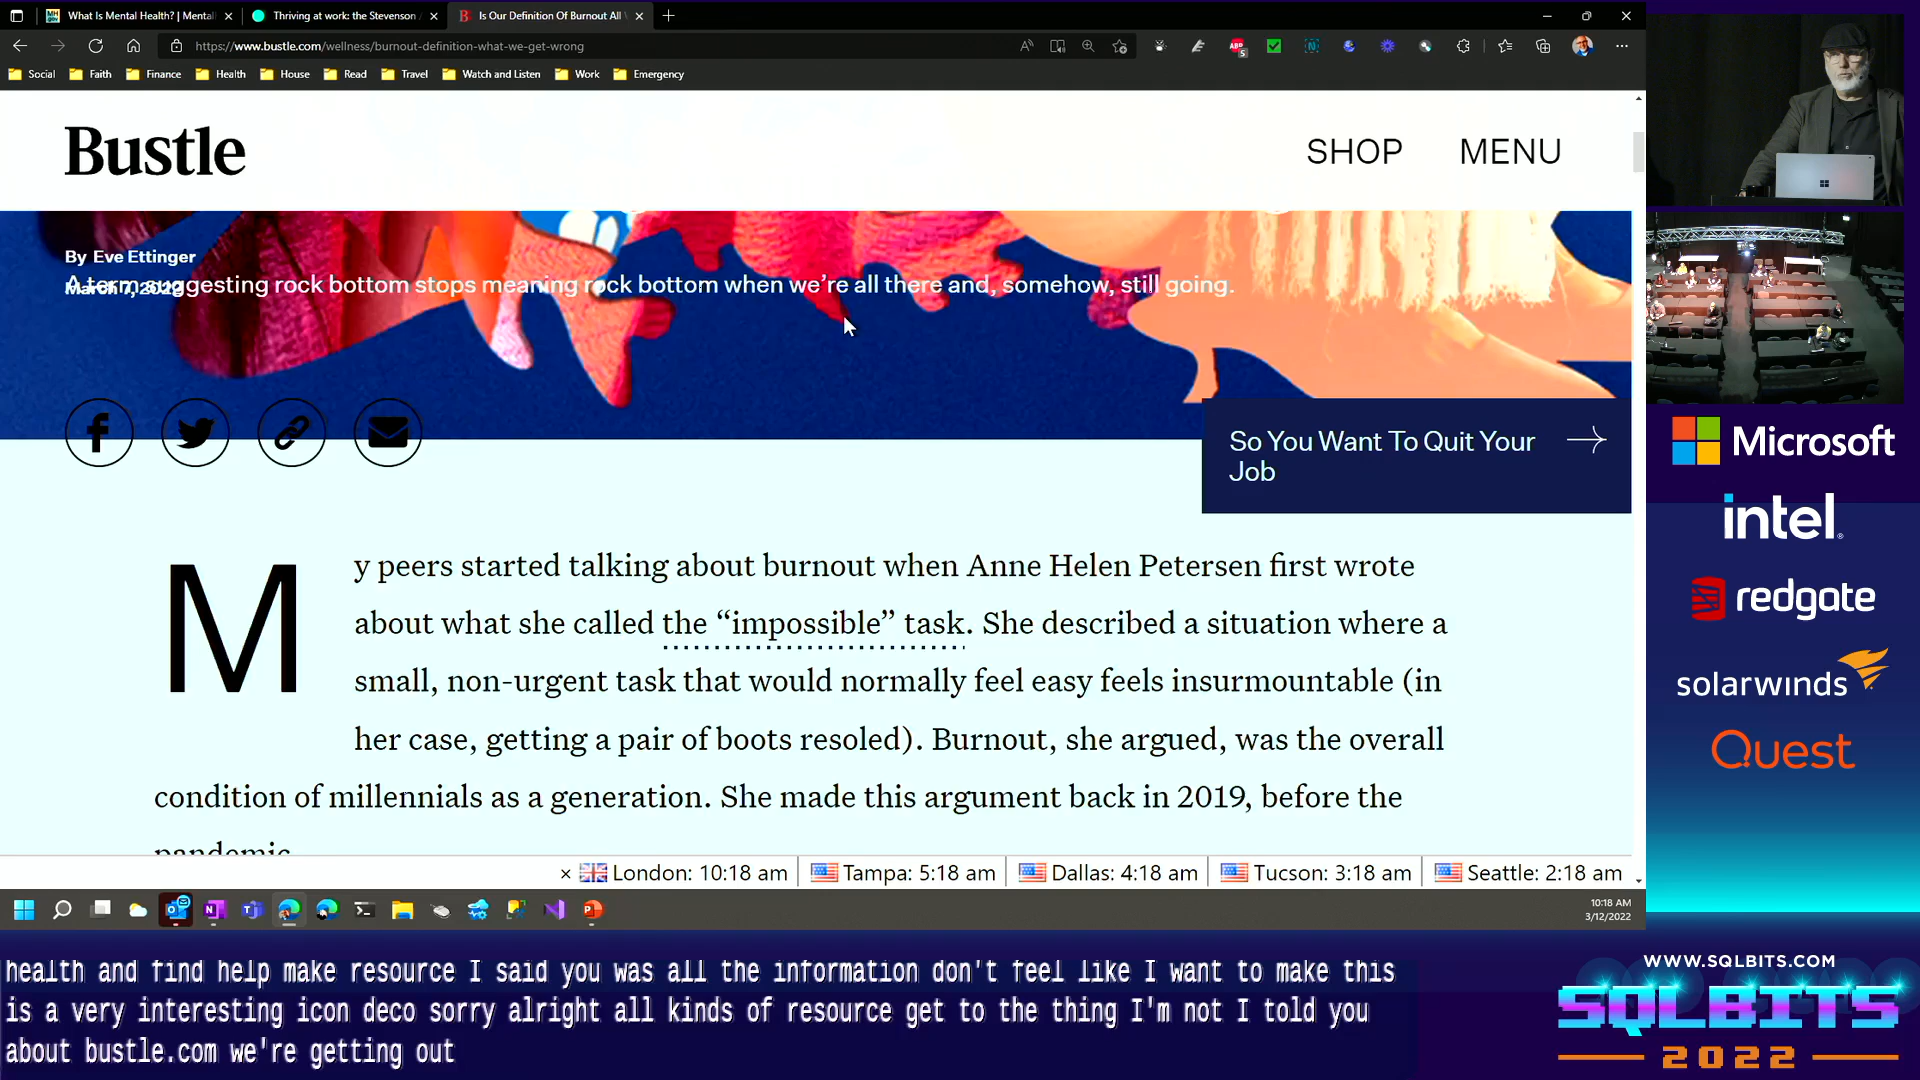 What Is Mental Health? | Mental
Thriving at work: the Stevenson
Is Our Definition Of Burnout All
https://www.bustle.com/wellness/burnout-definition-what-we-get-wrong
Social
Faith
Finance
Health
House
Read
Travel
Watch and Listen
Work
Emergency
Bustle
SHOP
MENU
By Eve Ettinger
March 7, 2022
A term suggesting rock bottom stops meaning rock bottom when we're all there and, somehow, still going.
So You Want To Quit Your
Job
My peers started talking about burnout when Anne Helen Petersen first wrote
about what she called the “impossible” task. She described a situation where a
small, non-urgent task that would normally feel easy feels insurmountable (in
her case, getting a pair of boots resoled). Burnout, she argued, was the overall
condition of millennials as a generation. She made this argument back in 2019, before the
pandemic
London: 10:18 am
Tampa: 5:18 am
Dallas: 4:18 am
Tucson: 3:18 am
Seattle: 2:18 am
10:18 AM
3/12/2022
Microsoft
intel
redgate
solarwinds
Quest
health and find help make resource I said you was all the information don't feel like I want to make this
is a very interesting icon deco sorry alright all kinds of resource get to the thing I'm not I told you
about bustle.com we're getting out
WWW.SQLBITS.COM
SQLBITS
2022